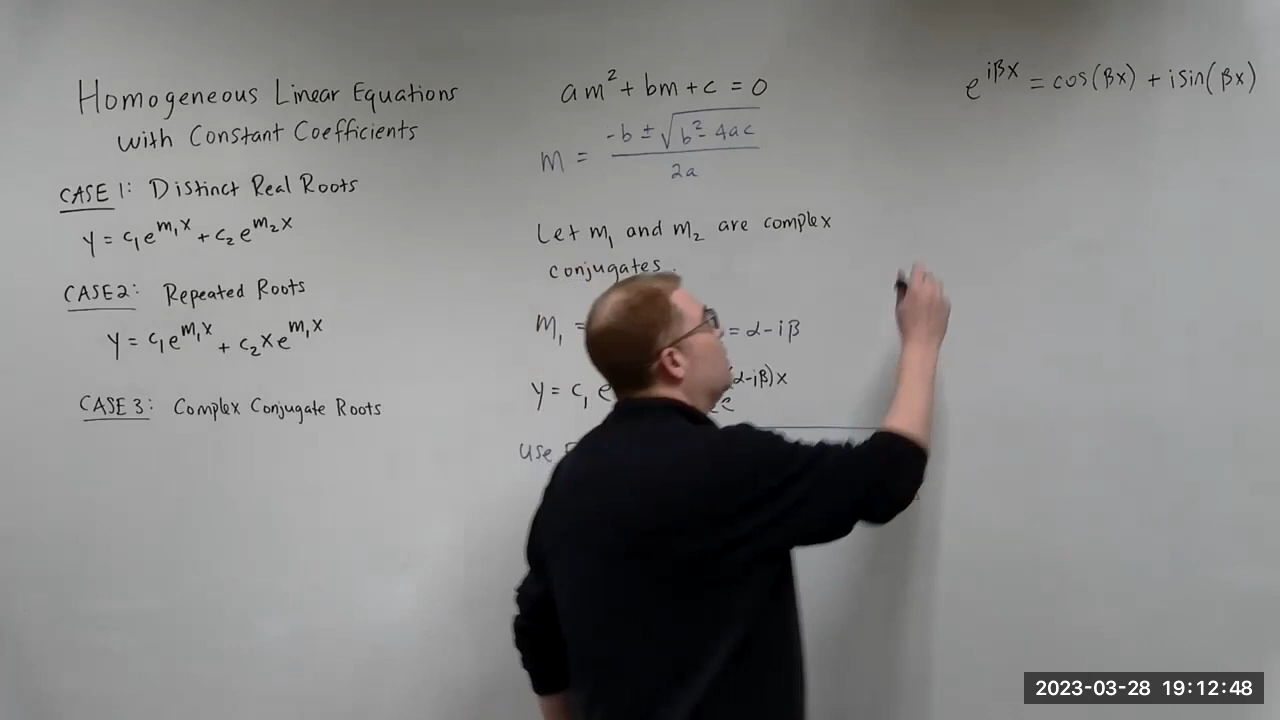 Homogeneous Linear Equations
with Constant Coefficients
CASE 1: Distinct Real Roots
y = c₁e^{m₁x} + c₂e^{m₂x}
CASE 2: Repeated Roots
y = c₁e^{m₁x} + c₂xe^{m₁x}
CASE 3: Complex Conjugate Roots
am² + bm + c = 0
m = (-b ± √(b² - 4ac)) / 2a
Let m₁ and m₂ are complex
conjugates.
m₁ = = α - iβ
y = c₁e (α-iβ)x
use
e^{iβx} = cos(βx) + i sin(βx)
2023-03-28 19:12:48